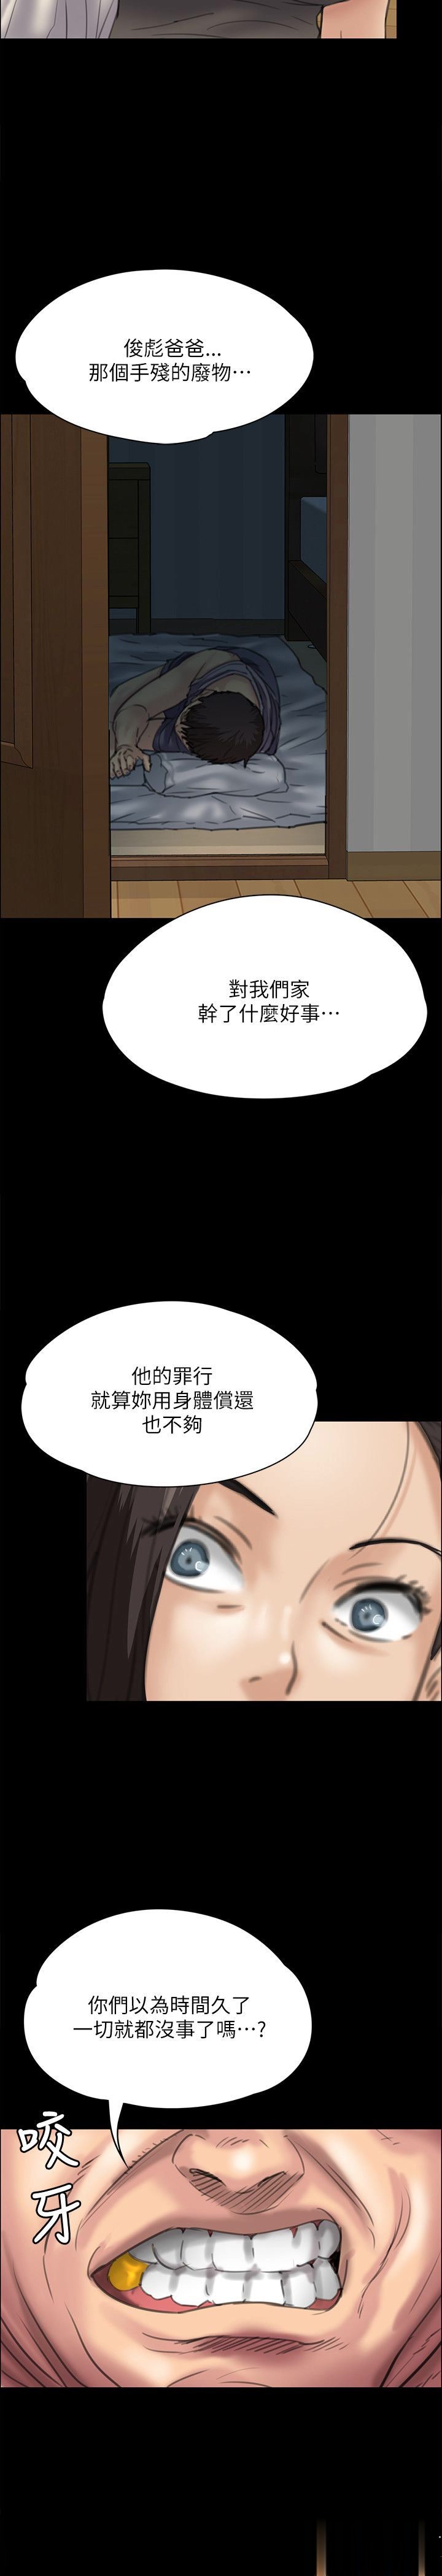 俊彪爸爸...
那個手殘的廢物…
對我們家
幹了什麼好事…
他的罪行
就算妳用身體償還
也不夠
你們以為時間久了
一切就都沒事了嗎…?
咬
牙